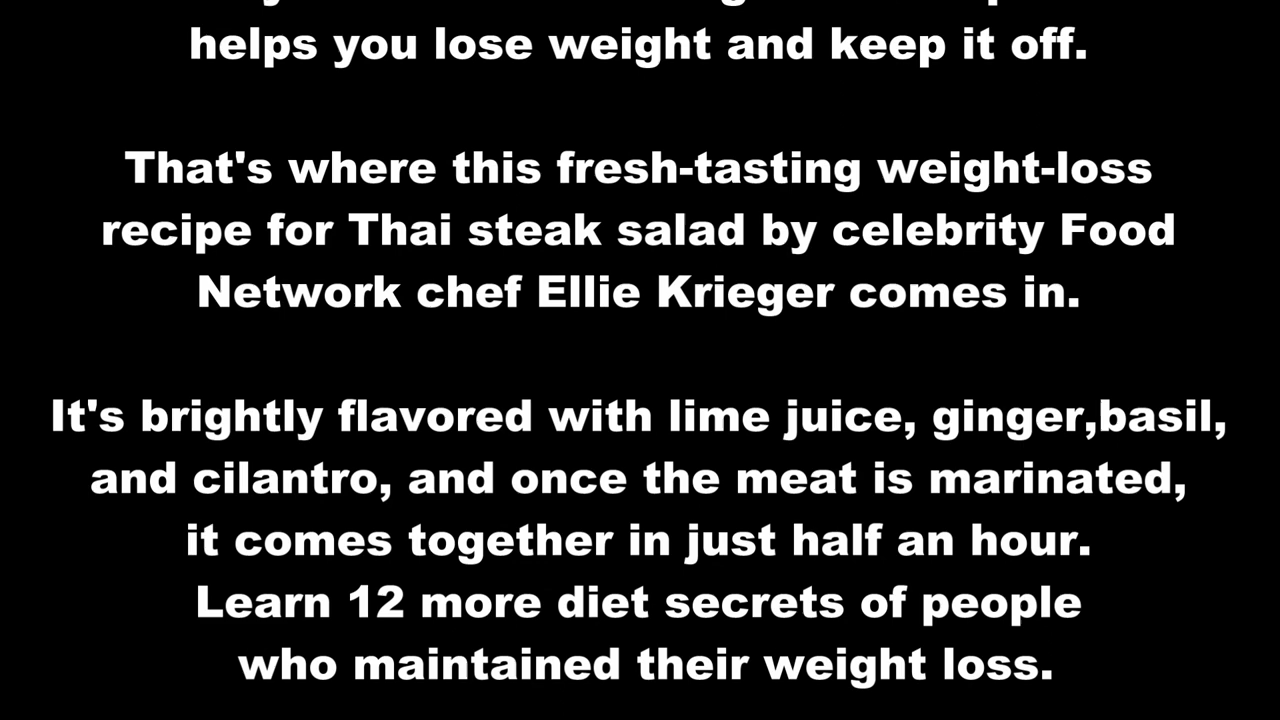 helps you lose weight and keep it off.
That's where this fresh-tasting weight-loss
recipe for Thai steak salad by celebrity Food
Network chef Ellie Krieger comes in.
It's brightly flavored with lime juice, ginger,basil,
and cilantro, and once the meat is marinated,
it comes together in just half an hour.
Learn 12 more diet secrets of people
who maintained their weight loss.